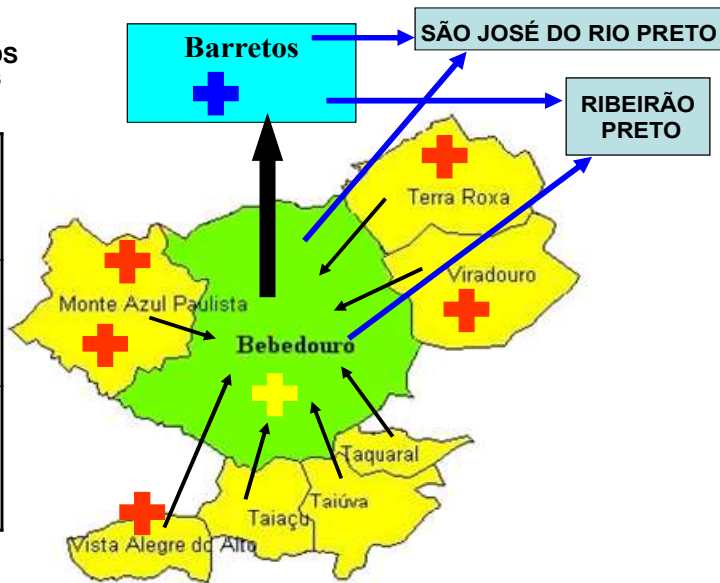 SÃO JOSÉ DO RIO PRETO
Barretos
OS
RIBEIRÃO
PRETO
Terra Roxa
Viradouro
Monte Azul Paulista
Bebedouro
Taquaral
Taiúva
Taiaçu
Vista Alegre do Alto